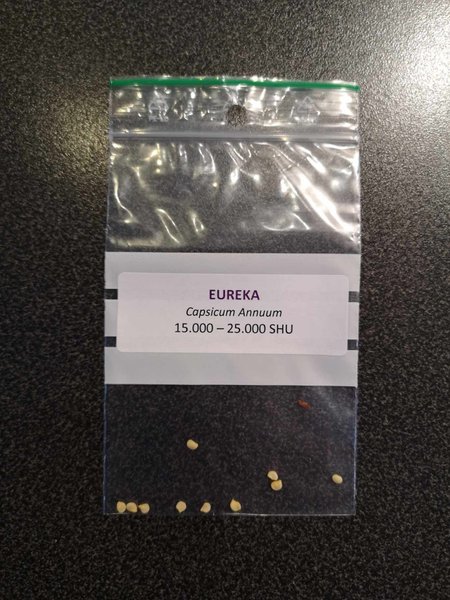 EUREKA
Capsicum Annuum
15.000 – 25.000 SHU